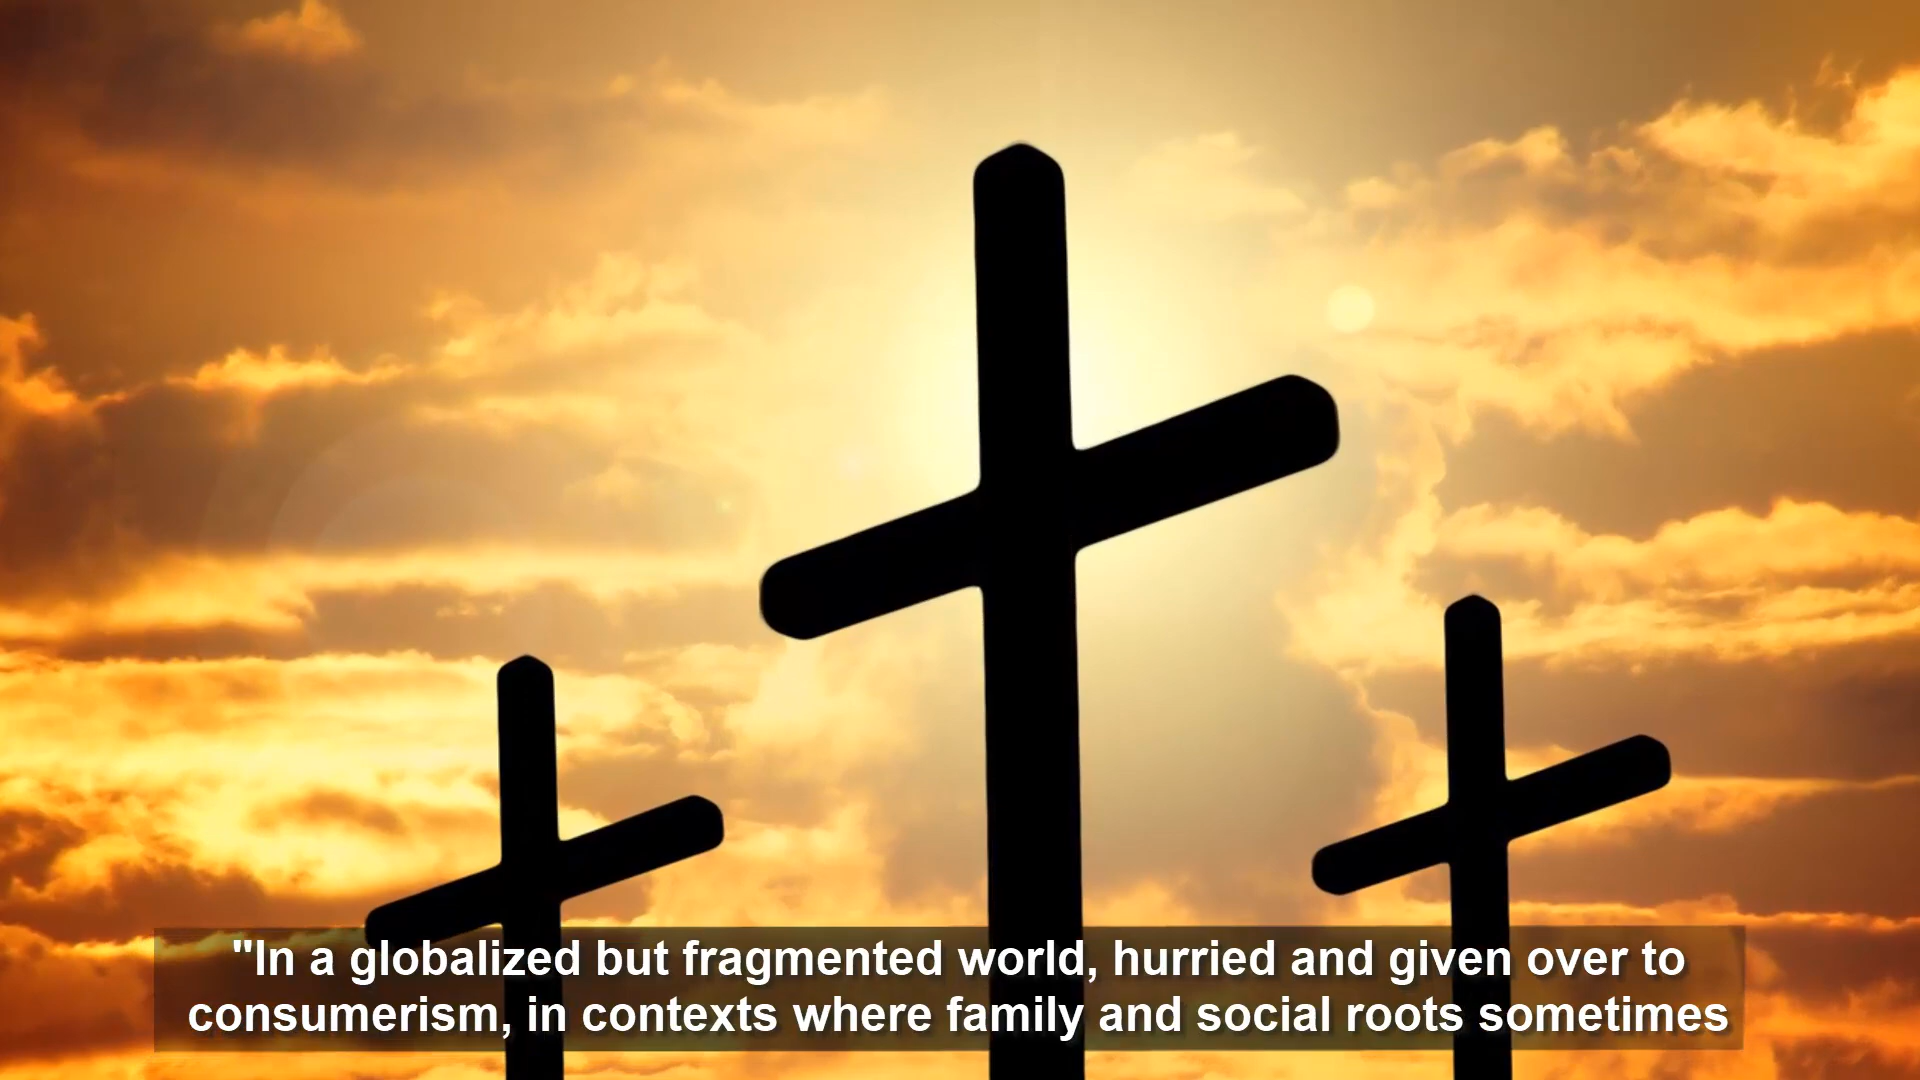 "In a globalized but fragmented world, hurried and given over to
consumerism, in contexts where family and social roots sometimes